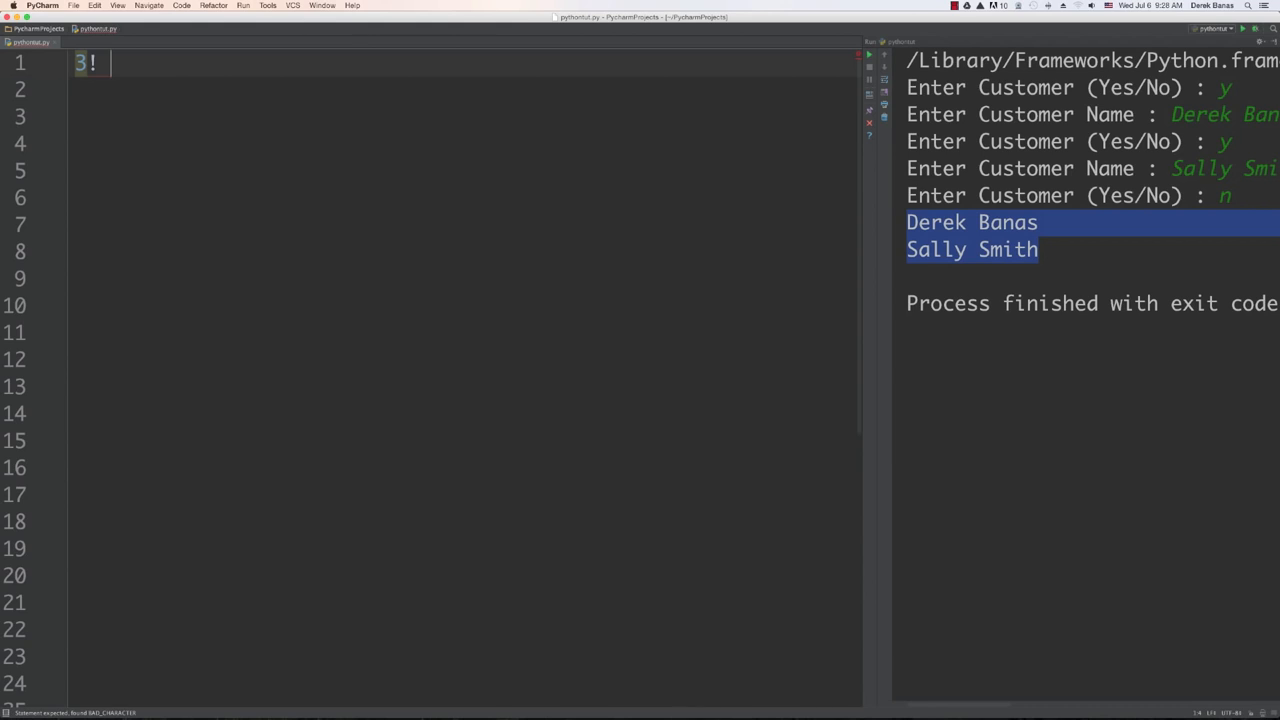 PyCharm File Edit View Navigate Code Refactor Run Tools VCS Window Help 10 Wed Jul 6 9:28 AM Derek Banas
pythontut.py - PycharmProjects - [~/PycharmProjects]
PycharmProjects pythontut.py pythontut
pythontut.py Run pythontut
1 3!
2
3
4
5
6
7
8
9
10
11
12
13
14
15
16
17
18
19
20
21
22
23
24
/Library/Frameworks/Python.frame
Enter Customer (Yes/No) : y
Enter Customer Name : Derek Ban
Enter Customer (Yes/No) : y
Enter Customer Name : Sally Smi
Enter Customer (Yes/No) : n
Derek Banas
Sally Smith
Process finished with exit code
Statement expected, found BAD_CHARACTER 1:4 LF≑ UTF-8≑